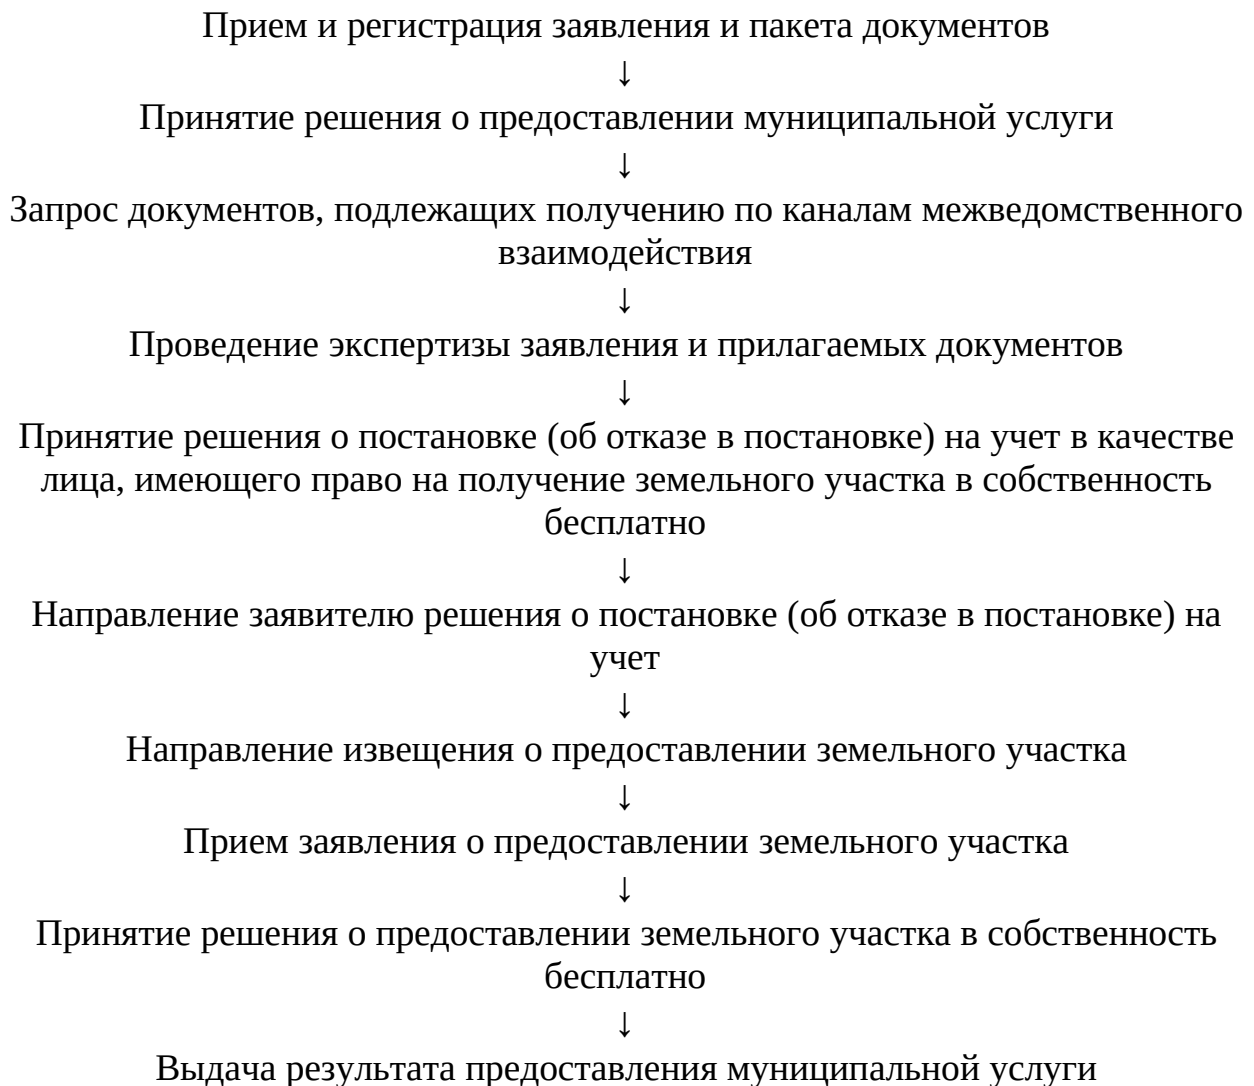 Прием и регистрация заявления и пакета документов
↓
Принятие решения о предоставлении муниципальной услуги
↓
Запрос документов, подлежащих получению по каналам межведомственного
взаимодействия
↓
Проведение экспертизы заявления и прилагаемых документов
↓
Принятие решения о постановке (об отказе в постановке) на учет в качестве
лица, имеющего право на получение земельного участка в собственность
бесплатно
↓
Направление заявителю решения о постановке (об отказе в постановке) на
учет
↓
Направление извещения о предоставлении земельного участка
↓
Прием заявления о предоставлении земельного участка
↓
Принятие решения о предоставлении земельного участка в собственность
бесплатно
↓
Выдача результата предоставления муниципальной услуги